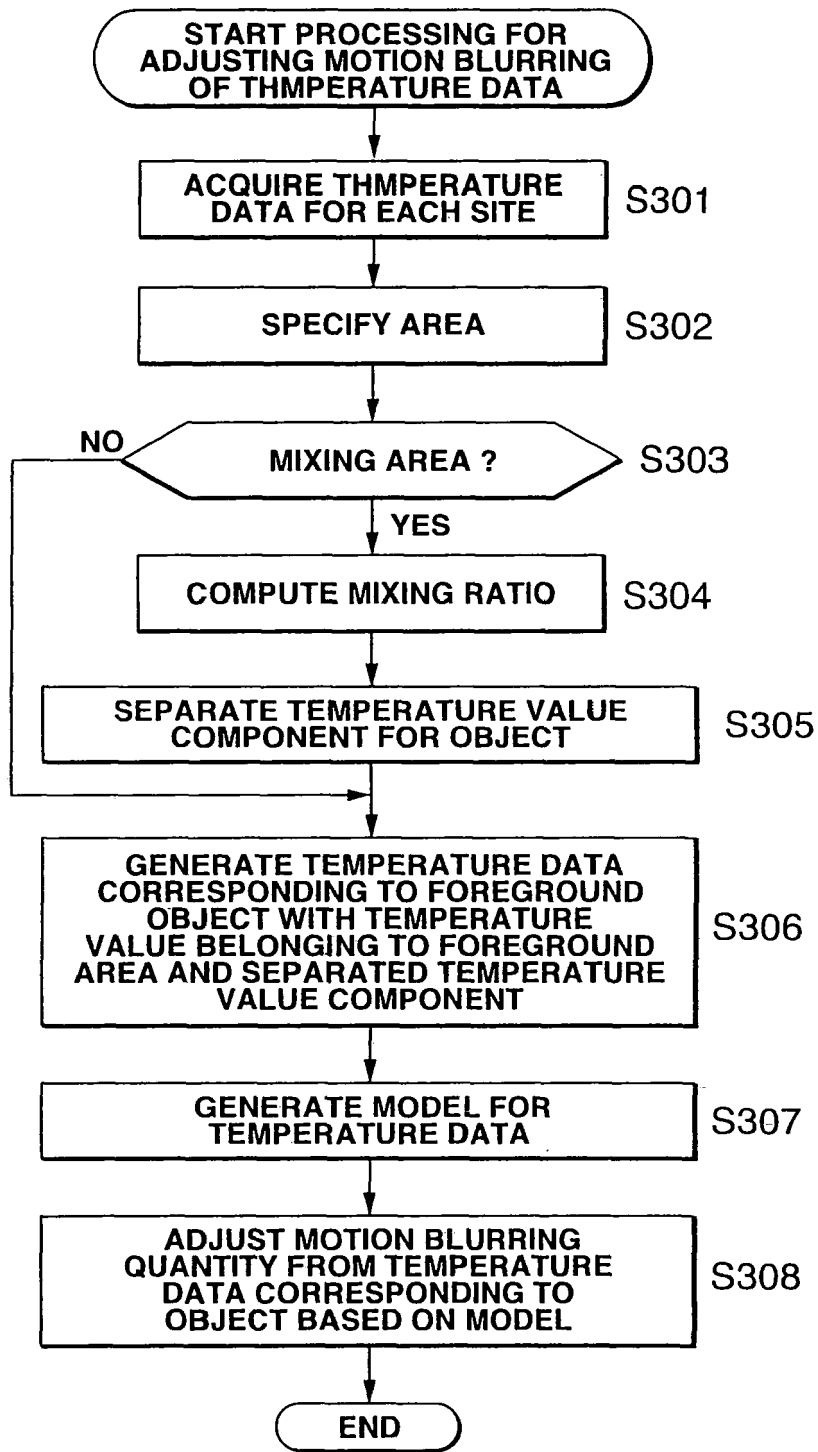 START PROCESSING FOR
ADJUSTING MOTION BLURRING
OF THMPERATURE DATA
ACQUIRE THMPERATURE
DATA FOR EACH SITE
S301
SPECIFY AREA
S302
NO
MIXING AREA ?
S303
YES
COMPUTE MIXING RATIO
S304
SEPARATE TEMPERATURE VALUE
COMPONENT FOR OBJECT
S305
GENERATE TEMPERATURE DATA
CORRESPONDING TO FOREGROUND
OBJECT WITH TEMPERATURE
VALUE BELONGING TO FOREGROUND
AREA AND SEPARATED TEMPERATURE
VALUE COMPONENT
S306
GENERATE MODEL FOR
TEMPERATURE DATA
S307
ADJUST MOTION BLURRING
QUANTITY FROM TEMPERATURE
DATA CORRESPONDING TO
OBJECT BASED ON MODEL
S308
END